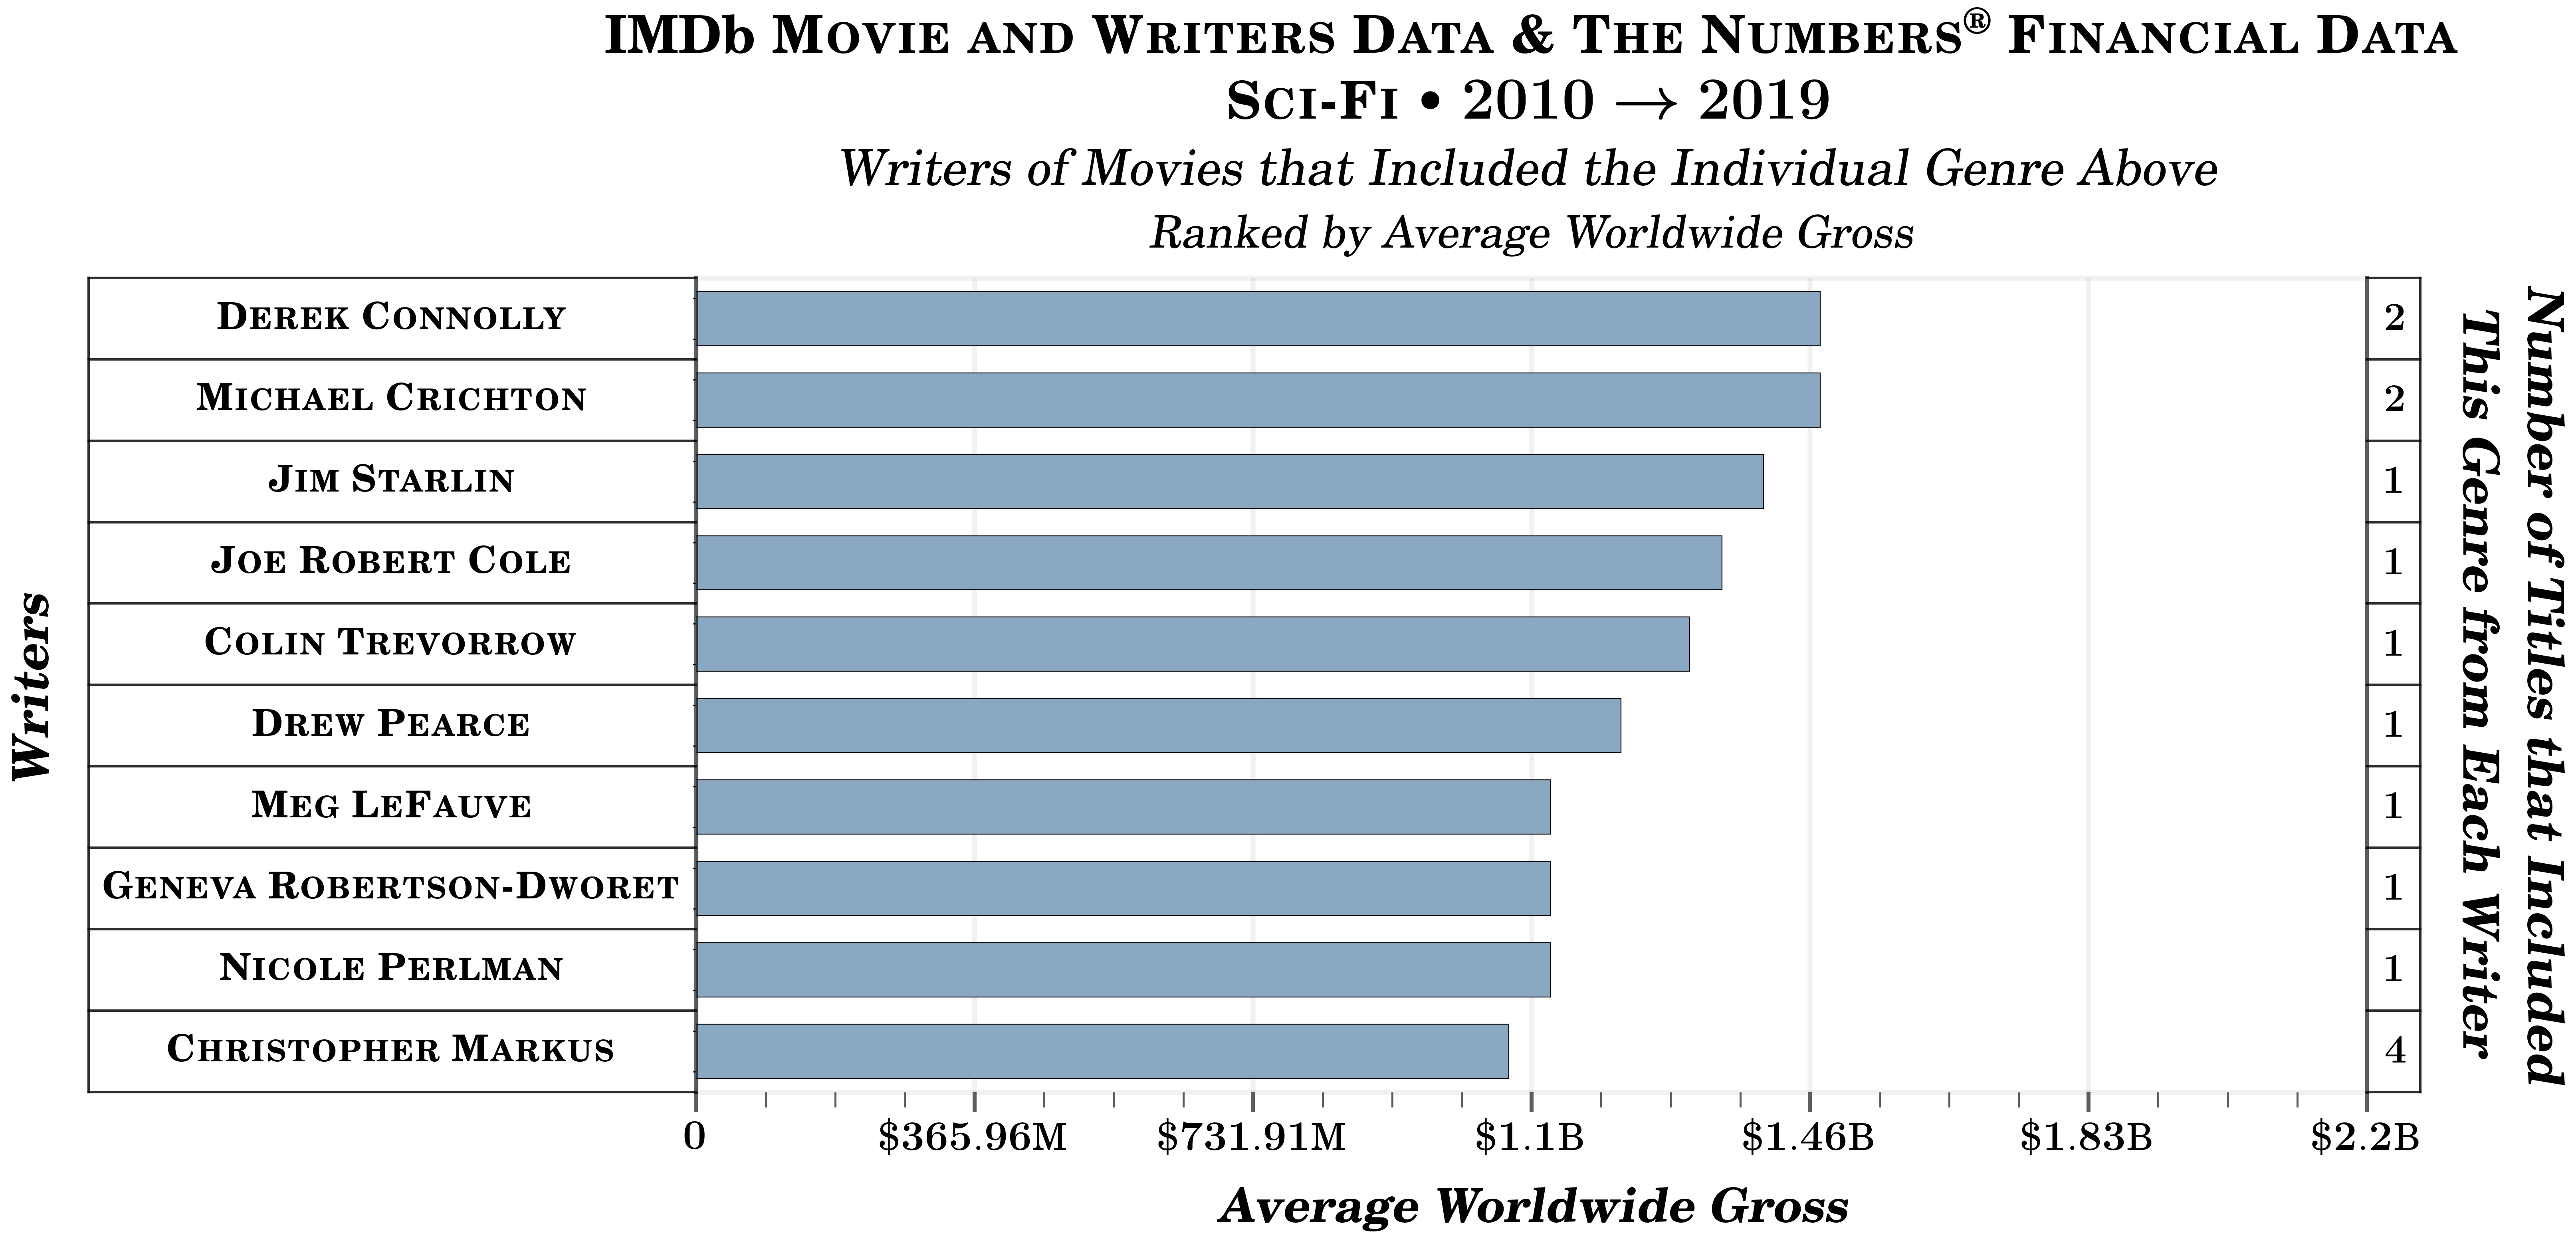 IMDb Movie and Writers Data & The Numbers® Financial Data
Sci-Fi • 2010 → 2019
Writers of Movies that Included the Individual Genre Above
Ranked by Average Worldwide Gross
Writers
Derek Connolly 2
Michael Crichton 2
Jim Starlin 1
Joe Robert Cole 1
Colin Trevorrow 1
Drew Pearce 1
Meg LeFauve 1
Geneva Robertson-Dworet 1
Nicole Perlman 1
Christopher Markus 4
Number of Titles that Included
This Genre from Each Writer
0 $365.96M $731.91M $1.1B $1.46B $1.83B $2.2B
Average Worldwide Gross